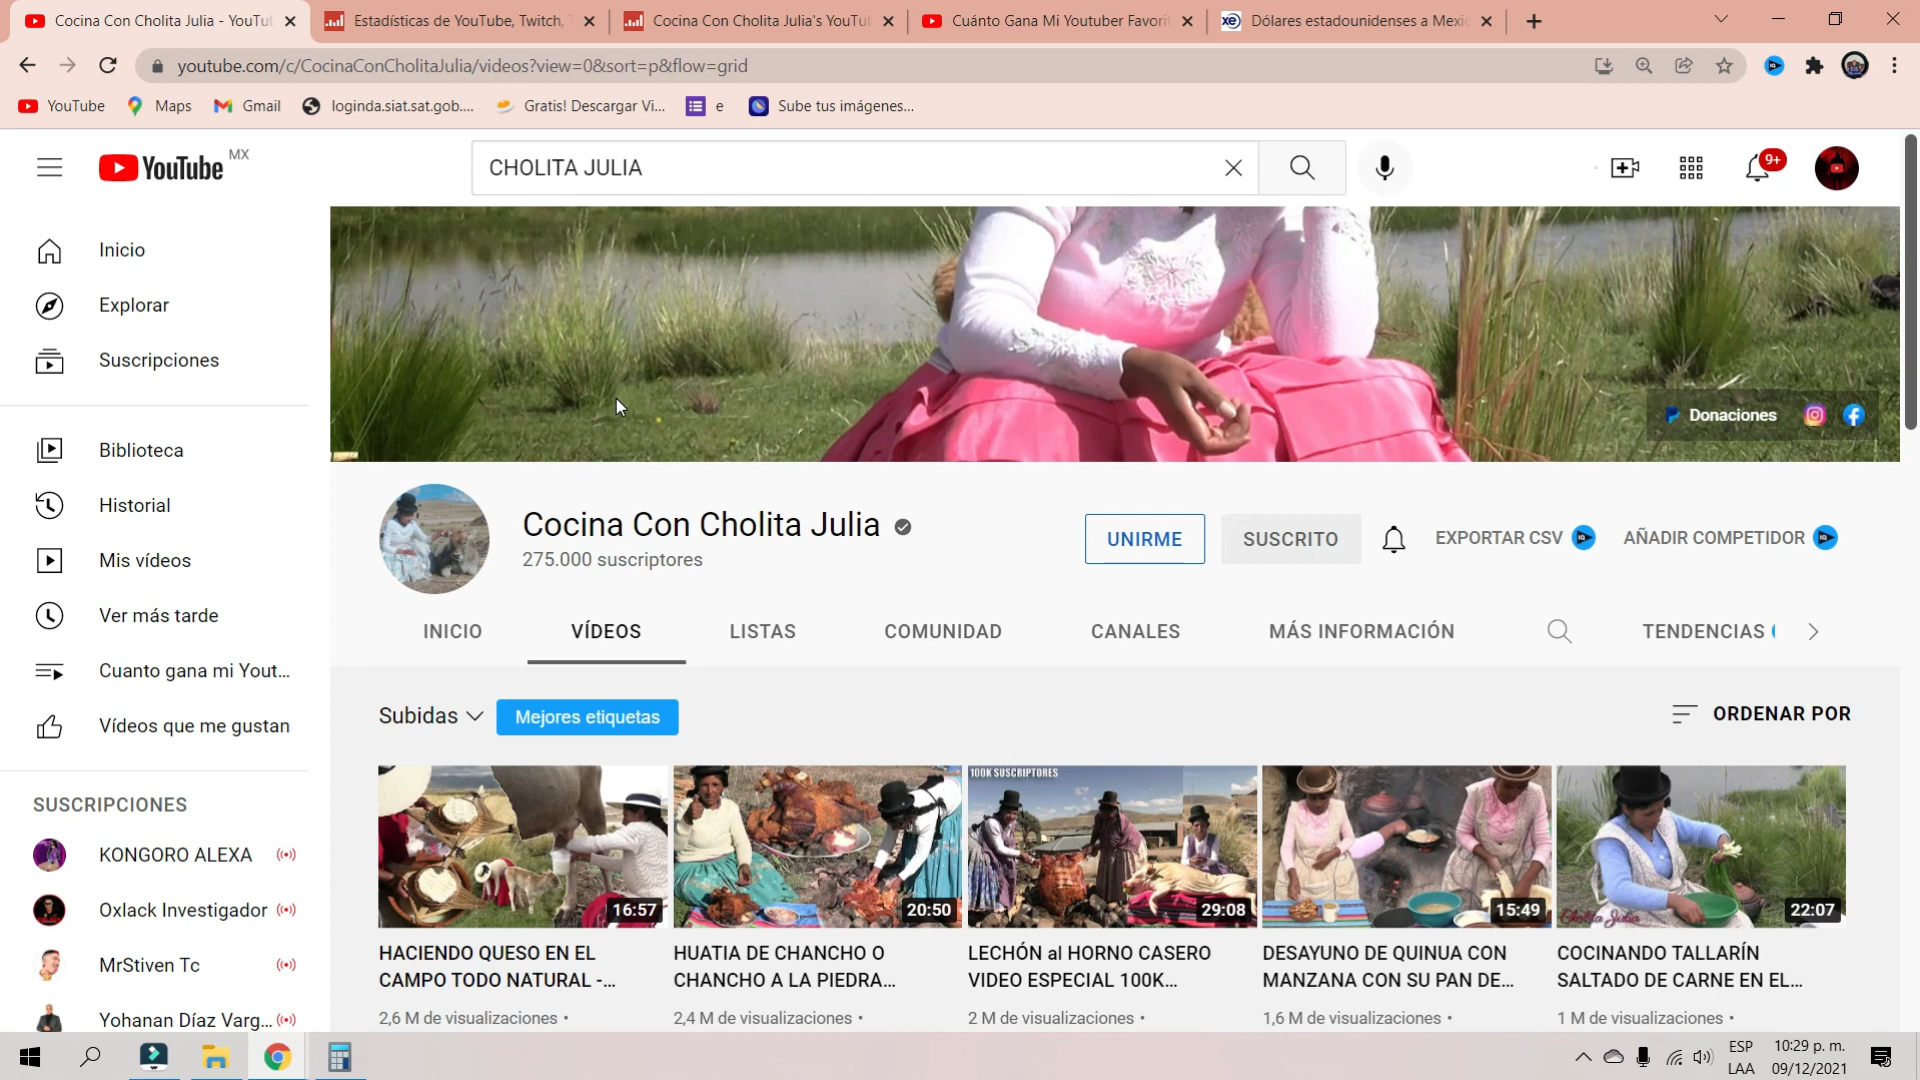 Cocina Con Cholita Julia - YouTu
Estadísticas de YouTube, Twitch, T
Cocina Con Cholita Julia's YouTu
Cuánto Gana Mi Youtuber Favorit
Dólares estadounidenses a Mexic
youtube.com/c/CocinaConCholitaJulia/videos?view=0&sort=p&flow=grid
YouTube
Maps
Gmail
loginda.siat.sat.gob....
Gratis! Descargar Vi...
e
Sube tus imágenes...
YouTube MX
CHOLITA JULIA
9+
Inicio
Explorar
Suscripciones
Biblioteca
Historial
Mis vídeos
Ver más tarde
Cuanto gana mi Yout...
Vídeos que me gustan
SUSCRIPCIONES
KONGORO ALEXA
Oxlack Investigador
MrStiven Tc
Yohanan Díaz Varg...
Donaciones
Cocina Con Cholita Julia
275.000 suscriptores
UNIRME
SUSCRITO
EXPORTAR CSV
AÑADIR COMPETIDOR
INICIO
VÍDEOS
LISTAS
COMUNIDAD
CANALES
MÁS INFORMACIÓN
TENDENCIAS
Subidas
Mejores etiquetas
ORDENAR POR
16:57
HACIENDO QUESO EN EL
CAMPO TODO NATURAL -...
2,6 M de visualizaciones •
20:50
HUATIA DE CHANCHO O
CHANCHO A LA PIEDRA...
2,4 M de visualizaciones •
100K SUSCRIPTORES
29:08
LECHÓN al HORNO CASERO
VIDEO ESPECIAL 100K...
2 M de visualizaciones •
15:49
DESAYUNO DE QUINUA CON
MANZANA CON SU PAN DE...
1,6 M de visualizaciones •
Cholita Julia
22:07
COCINANDO TALLARÍN
SALTADO DE CARNE EN EL...
1 M de visualizaciones •
ESP
LAA
10:29 p. m.
09/12/2021